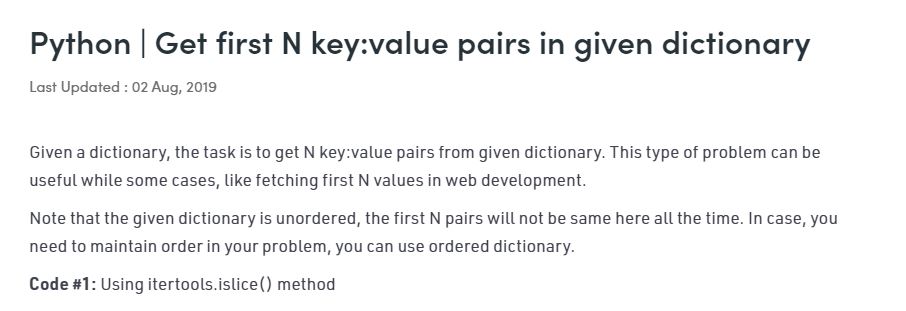 Python | Get first N key:value pairs in given dictionary
Last Updated : 02 Aug, 2019
Given a dictionary, the task is to get N key:value pairs from given dictionary. This type of problem can be
useful while some cases, like fetching first N values in web development.
Note that the given dictionary is unordered, the first N pairs will not be same here all the time. In case, you
need to maintain order in your problem, you can use ordered dictionary.
Code #1: Using itertools.islice() method